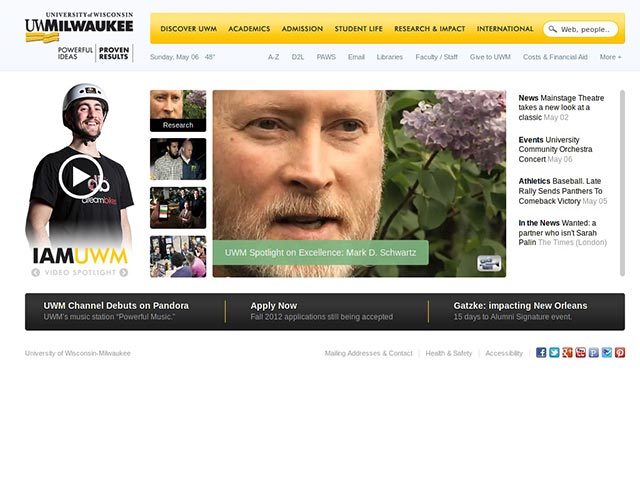 UNIVERSITY of WISCONSIN
UWMILWAUKEE
POWERFUL IDEAS
PROVEN RESULTS
DISCOVER UWM
ACADEMICS
ADMISSION
STUDENT LIFE
RESEARCH & IMPACT
INTERNATIONAL
Web, people..
Sunday, May 06 48°
A-Z
D2L
PAWS
Email
Libraries
Faculty / Staff
Give to UWM
Costs & Financial Aid
More +
db
dreambikes
IAMUWM
VIDEO SPOTLIGHT
Research
UWM Spotlight on Excellence: Mark D. Schwartz
News Mainstage Theatre
takes a new look at a
classic May 02
Events University
Community Orchestra
Concert May 06
Athletics Baseball. Late
Rally Sends Panthers To
Comeback Victory May 05
In the News Wanted: a
partner who isn't Sarah
Palin The Times (London)
UWM Channel Debuts on Pandora
UWM's music station “Powerful Music.”
Apply Now
Fall 2012 applications still being accepted
Gatzke: impacting New Orleans
15 days to Alumni Signature event.
University of Wisconsin-Milwaukee
Mailing Addresses & Contact
Health & Safety
Accessibility